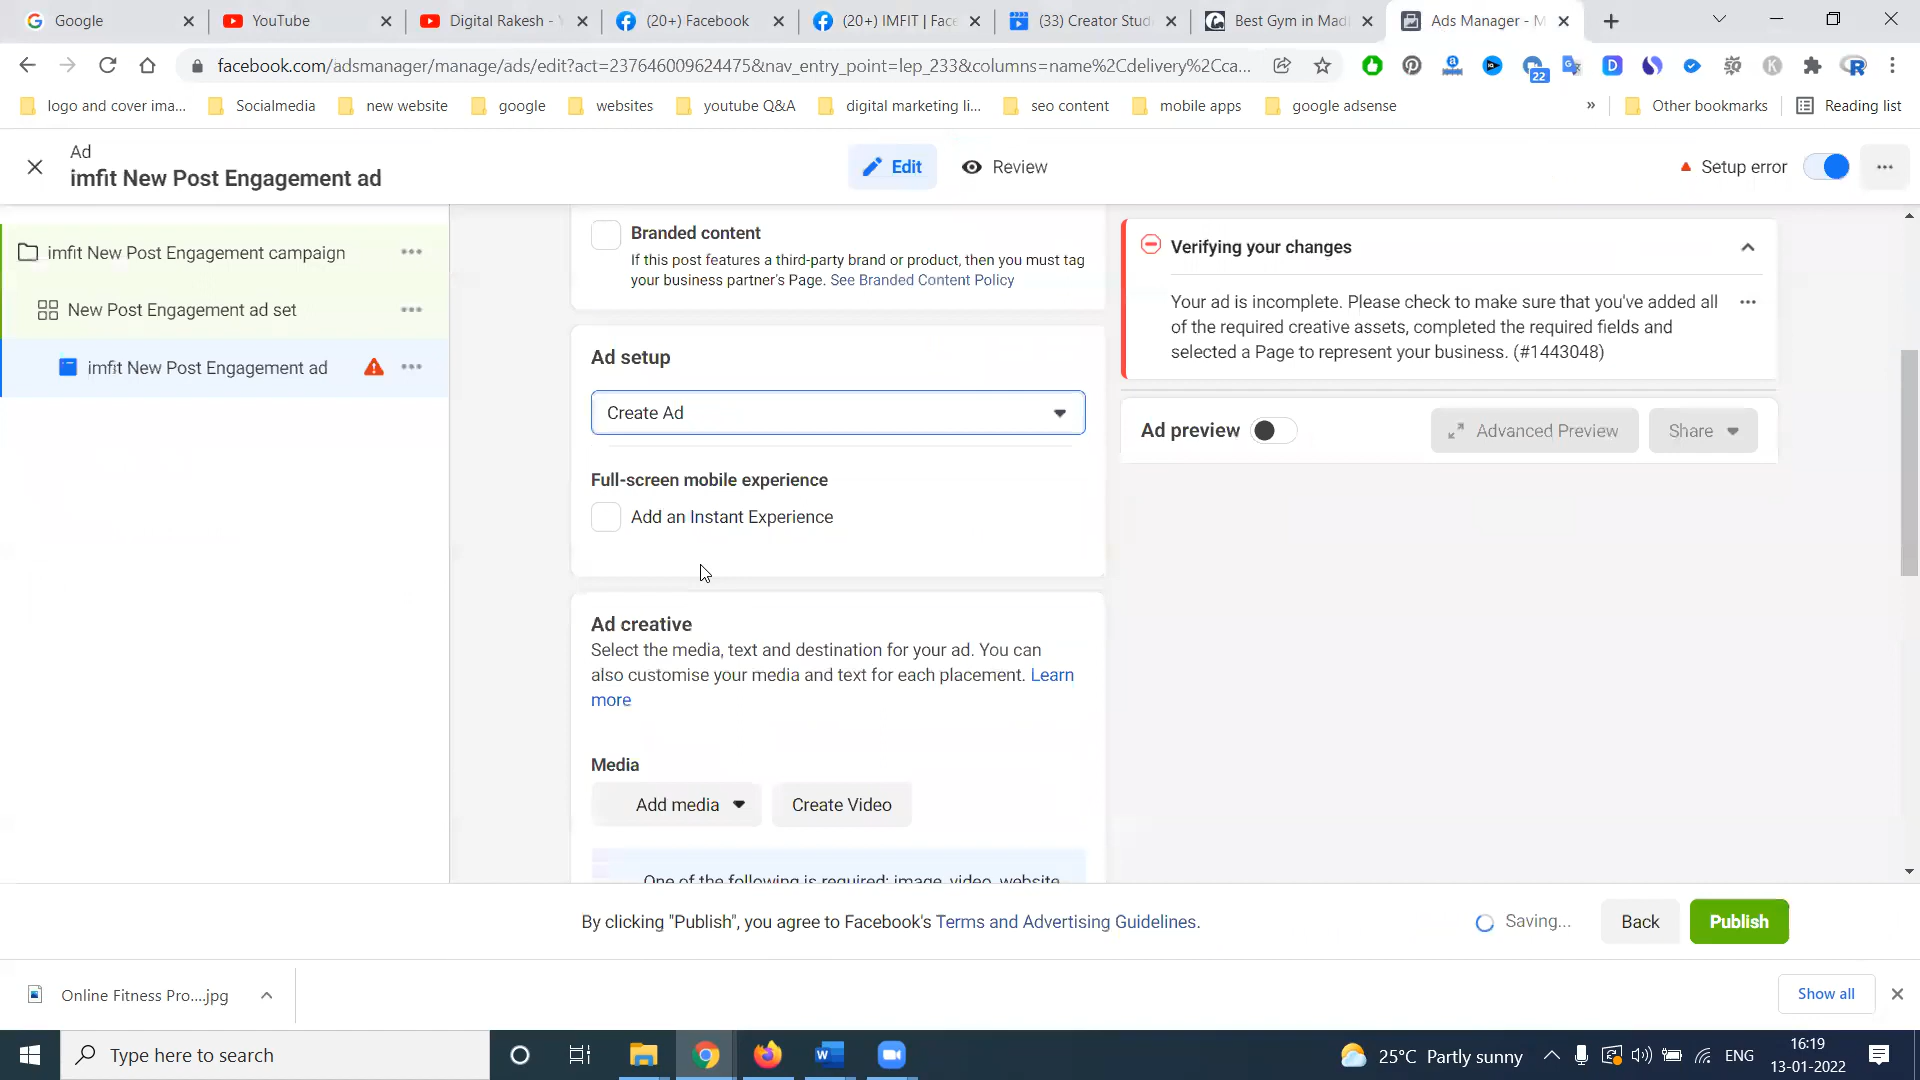 Google
YouTube
Digital Rakesh -
(20+) Facebook
(20+) IMFIT | Face
(33) Creator Stud
Best Gym in Mad
Ads Manager - M
facebook.com/adsmanager/manage/ads/edit?act=237646009624475&nav_entry_point=lep_233&columns=name%2Cdelivery%2Cca...
22
logo and cover ima...
Socialmedia
new website
google
websites
youtube Q&A
digital marketing li...
seo content
mobile apps
google adsense
»
Other bookmarks
Reading list
Ad
imfit New Post Engagement ad
Edit
Review
Setup error
imfit New Post Engagement campaign
New Post Engagement ad set
imfit New Post Engagement ad
Branded content
If this post features a third-party brand or product, then you must tag
your business partner's Page. See Branded Content Policy
Ad setup
Create Ad
Full-screen mobile experience
Add an Instant Experience
Ad creative
Select the media, text and destination for your ad. You can
also customise your media and text for each placement. Learn
more
Media
Add media
Create Video
One of the following is required: image, video, website
Verifying your changes
Your ad is incomplete. Please check to make sure that you've added all
of the required creative assets, completed the required fields and
selected a Page to represent your business. (#1443048)
Ad preview
Advanced Preview
Share
By clicking "Publish", you agree to Facebook's Terms and Advertising Guidelines.
Saving...
Back
Publish
Online Fitness Pro....jpg
Show all
Type here to search
25°C Partly sunny
ENG
16:19
13-01-2022